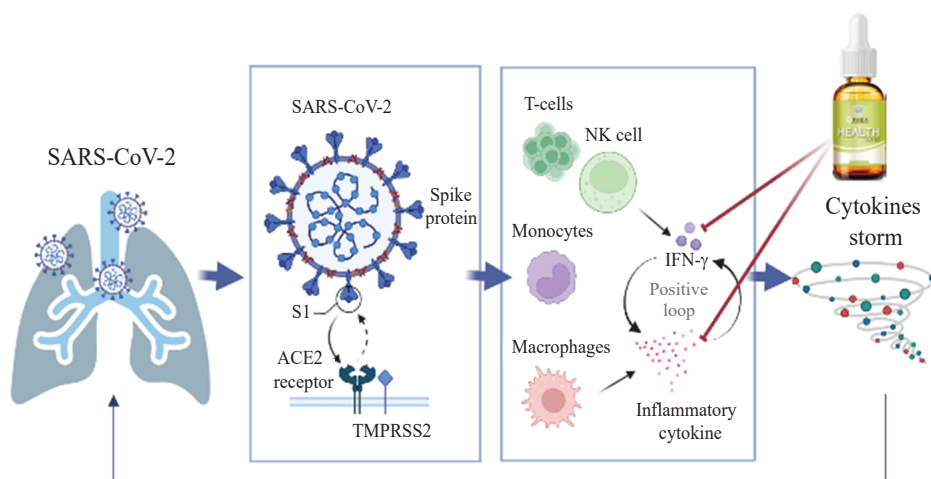 SARS-CoV-2
SARS-CoV-2
Spike
protein
S1
ACE2
receptor
TMPRSS2
T-cells
NK cell
Monocytes
IFN-γ
Positive
loop
Macrophages
Inflammatory
cytokine
HEALTH
Cytokines
storm